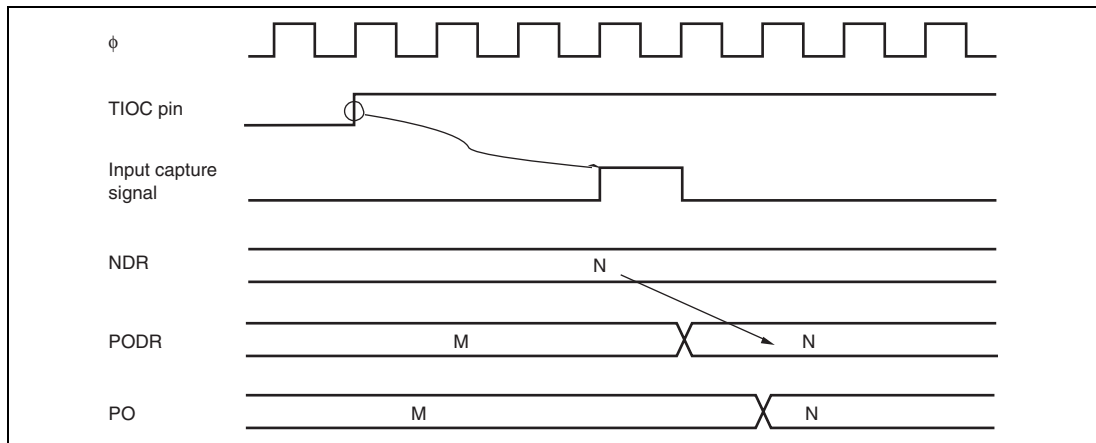 ϕ
TIOC pin
Input capture
signal
NDR
N
PODR
M
N
PO
M
N